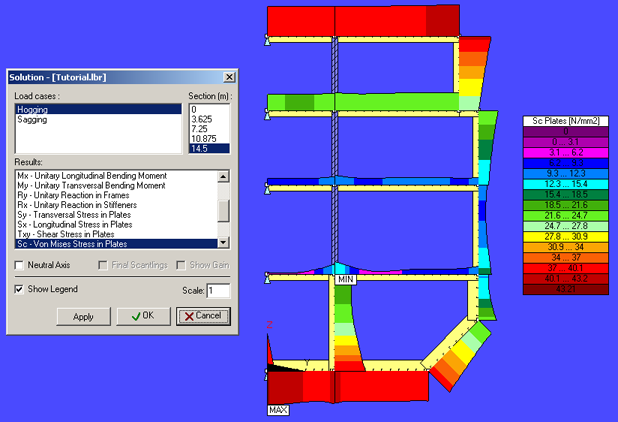 Solution - [Tutorial.lbr]
Load cases :
Section (m) :
Hogging
Sagging
0
3.625
7.25
10.875
14.5
Results:
Mx - Unitary Longitudinal Bending Moment
My - Unitary Transversal Bending Moment
Ry - Unitary Reaction in Frames
Rx - Unitary Reaction in Stiffeners
Sy - Transversal Stress in Plates
Sx - Longitudinal Stress in Plates
Txy - Shear Stress in Plates
Sc - Von Mises Stress in Plates
Neutral Axis
Final Scantlings
Show Gain
Show Legend
Scale: 1
Apply
OK
Cancel
Z
Y
MIN
MAX
Sc Plates [N/mm2]
0
0 ... 3.1
3.1 ... 6.2
9.3 ... 12.3
12.3 ... 15.4
15.4 ... 18.5
18.5 ... 21.6
21.6 ... 24.7
24.7 ... 27.8
27.8 ... 30.9
30.9 ... 34
34 ... 37
37 ... 40.1
40.1 ... 43.2
43.21